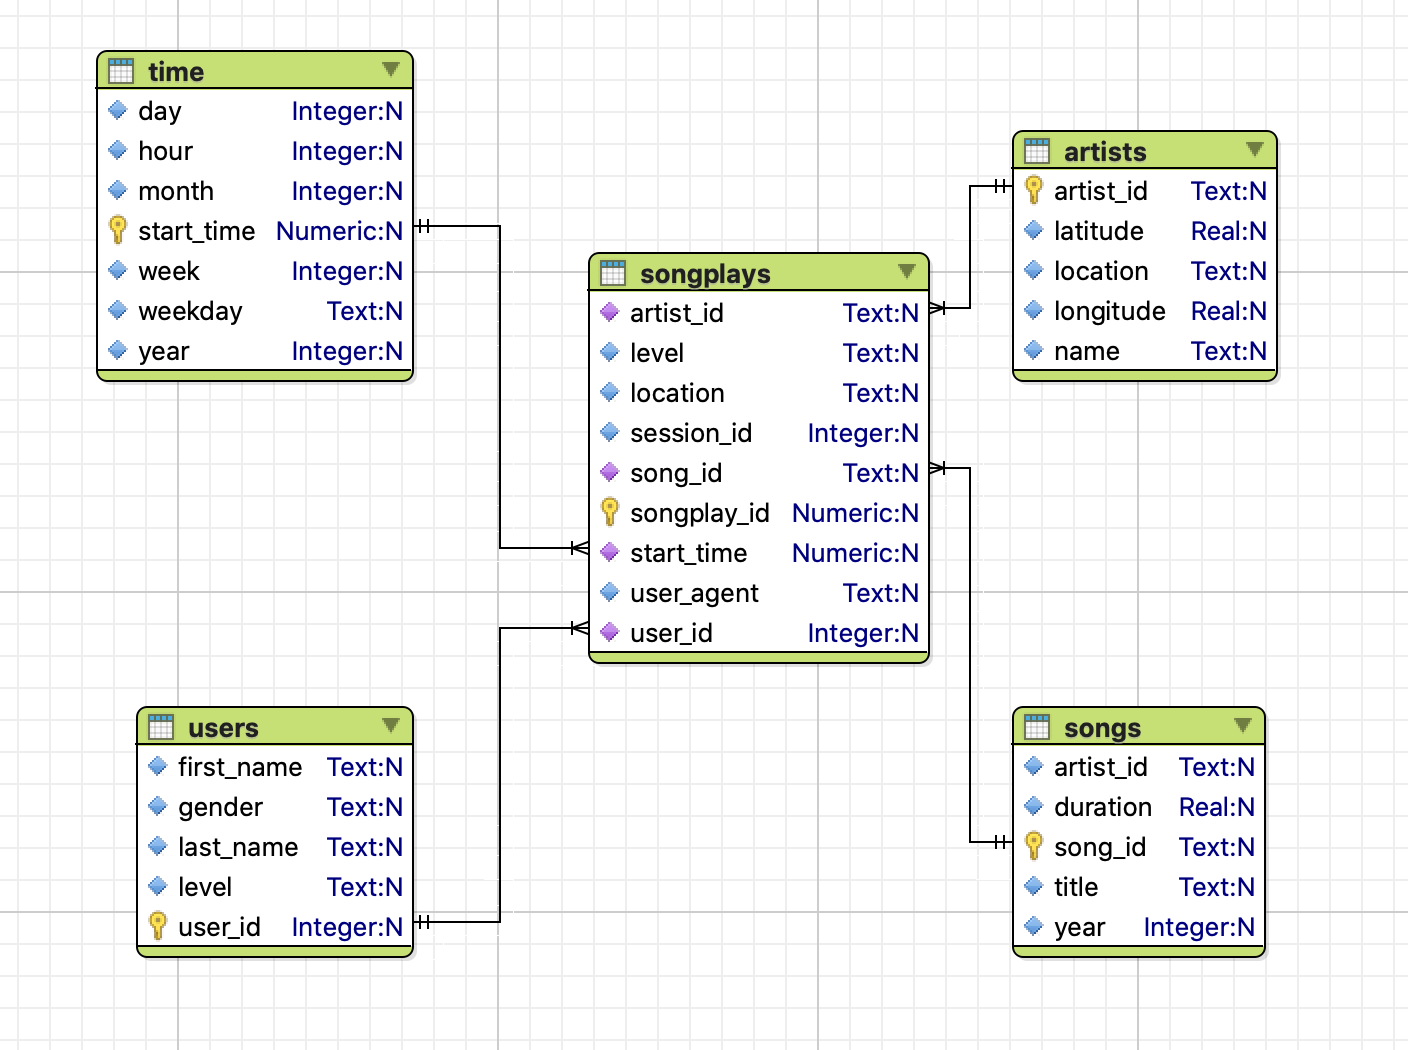 time
day Integer:N
hour Integer:N
month Integer:N
start_time Numeric:N
week Integer:N
weekday Text:N
year Integer:N
artists
artist_id Text:N
latitude Real:N
location Text:N
longitude Real:N
name Text:N
songplays
artist_id Text:N
level Text:N
location Text:N
session_id Integer:N
song_id Text:N
songplay_id Numeric:N
start_time Numeric:N
user_agent Text:N
user_id Integer:N
users
first_name Text:N
gender Text:N
last_name Text:N
level Text:N
user_id Integer:N
songs
artist_id Text:N
duration Real:N
song_id Text:N
title Text:N
year Integer:N